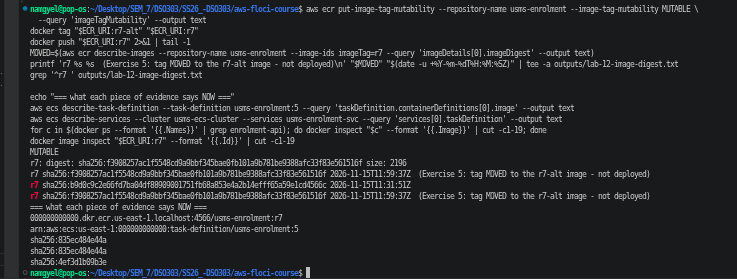 namgyel@pop-os:~/Desktop/SEM_7/DSO303/SS26_-DSO303/aws-floci-course$ aws ecr put-image-tag-mutability --repository-name usms-enrolment --image-tag-mutability MUTABLE \
--query 'imageTagMutability' --output text
docker tag "$ECR_URI:r7-alt" "$ECR_URI:r7"
docker push "$ECR_URI:r7" 2>&1 | tail -1
MOVED=$(aws ecr describe-images --repository-name usms-enrolment --image-ids imageTag=r7 --query 'imageDetails[0].imageDigest' --output text)
printf 'r7 %s %s  (Exercise 5: tag MOVED to the r7-alt image - not deployed)\n' "$MOVED" "$(date -u +%Y-%m-%dT%H:%M:%SZ)" | tee -a outputs/lab-12-image-digest.txt
grep '^r7 ' outputs/lab-12-image-digest.txt
echo "=== what each piece of evidence says NOW ==="
aws ecs describe-task-definition --task-definition usms-enrolment:5 --query 'taskDefinition.containerDefinitions[0].image' --output text
aws ecs describe-services --cluster usms-ecs-cluster --services usms-enrolment-svc --query 'services[0].taskDefinition' --output text
for c in $(docker ps --format '{{.Names}}' | grep enrolment-api); do docker inspect "$c" --format '{{.Image}}' | cut -c1-19; done
docker image inspect "$ECR_URI:r7" --format '{{.Id}}' | cut -c1-19
MUTABLE
r7: digest: sha256:f3908257ac1f5548cd9a9bbf345bae0fb101a9b781be9388afc33f83e561516f size: 2196
r7 sha256:f3908257ac1f5548cd9a9bbf345bae0fb101a9b781be9388afc33f83e561516f 2026-11-15T11:59:37Z  (Exercise 5: tag MOVED to the r7-alt image - not deployed)
r7 sha256:b9d0c9c2e66fd7ba04df88909001751fb68a853e4a2b14efff65a59e1cd4566c 2026-11-15T11:31:51Z
r7 sha256:f3908257ac1f5548cd9a9bbf345bae0fb101a9b781be9388afc33f83e561516f 2026-11-15T11:59:37Z  (Exercise 5: tag MOVED to the r7-alt image - not deployed)
=== what each piece of evidence says NOW ===
000000000000.dkr.ecr.us-east-1.localhost:4566/usms-enrolment:r7
arn:aws:ecs:us-east-1:000000000000:task-definition/usms-enrolment:5
sha256:835ec484e44a
sha256:835ec484e44a
sha256:4ef3d1b09b3e
namgyel@pop-os:~/Desktop/SEM_7/DSO303/SS26_-DSO303/aws-floci-course$